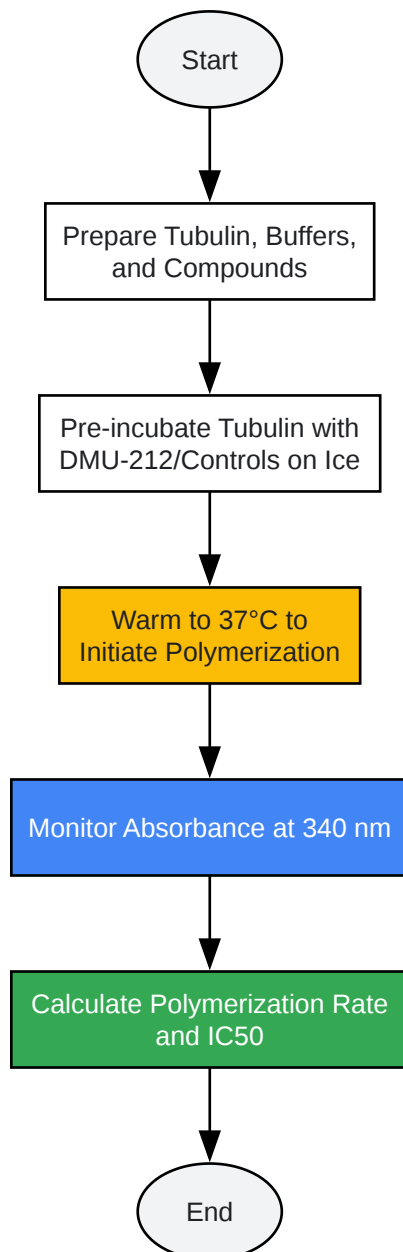 Start
Prepare Tubulin, Buffers,
and Compounds
Pre-incubate Tubulin with
DMU-212/Controls on Ice
Warm to 37°C to
Initiate Polymerization
Monitor Absorbance at 340 nm
Calculate Polymerization Rate
and IC50
End